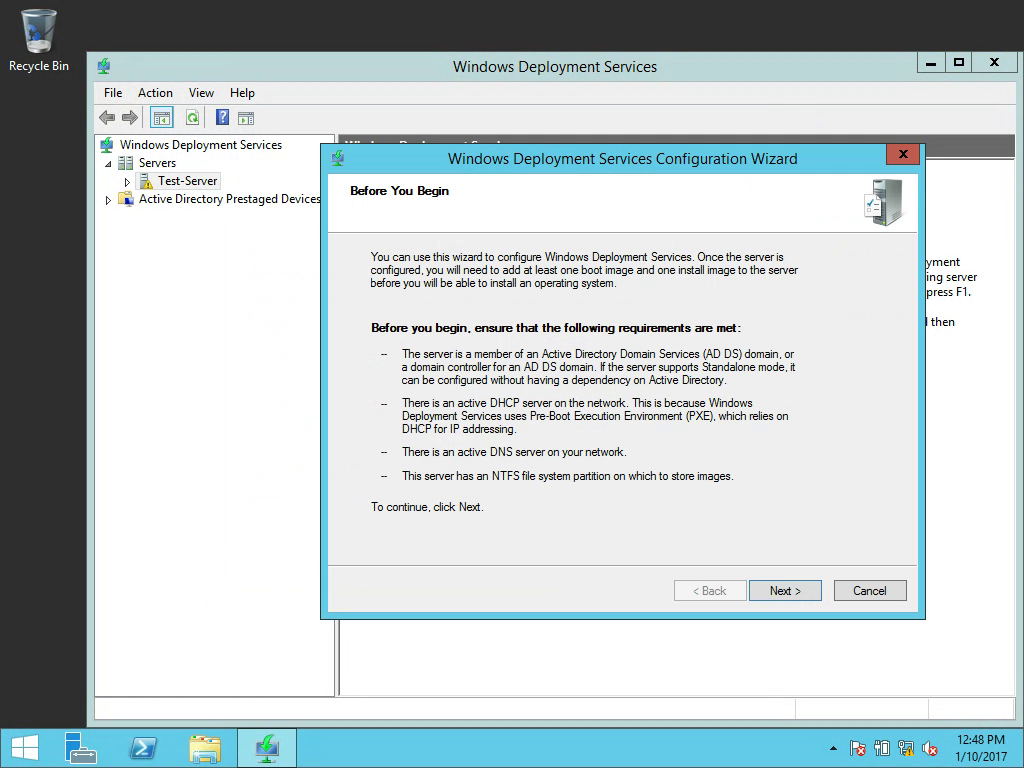 Recycle Bin
Windows Deployment Services
File Action View Help
Windows Deployment Services
Servers
Test-Server
Active Directory Prestaged Devices
Windows Deployment Services Configuration Wizard
X
Before You Begin
You can use this wizard to configure Windows Deployment Services. Once the server is
configured, you will need to add at least one boot image and one install image to the server
before you will be able to install an operating system.
Before you begin, ensure that the following requirements are met:
-- The server is a member of an Active Directory Domain Services (AD DS) domain, or
a domain controller for an AD DS domain. If the server supports Standalone mode, it
can be configured without having a dependency on Active Directory.
-- There is an active DHCP server on the network. This is because Windows
Deployment Services uses Pre-Boot Execution Environment (PXE), which relies on
DHCP for IP addressing.
-- There is an active DNS server on your network.
-- This server has an NTFS file system partition on which to store images.
To continue, click Next.
< Back Next > Cancel
yment
ing server
press F1.
then
12:48 PM
1/10/2017